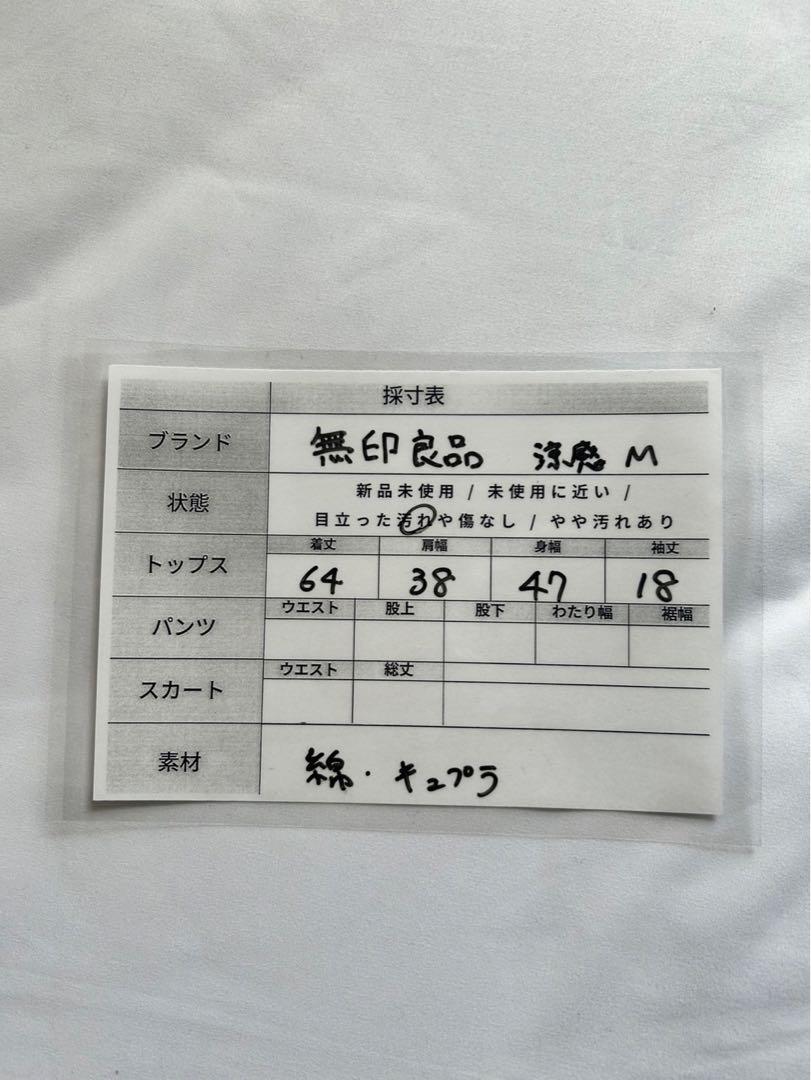 採寸表
ブランド 無印良品 涼感 M
状態 新品未使用 / 未使用に近い /
目立った汚れや傷なし / やや汚れあり
トップス 着丈 肩幅 身幅 袖丈
64 38 47 18
パンツ ウエスト 股上 股下 わたり幅 裾幅
スカート ウエスト 総丈
素材 綿・キュプラ